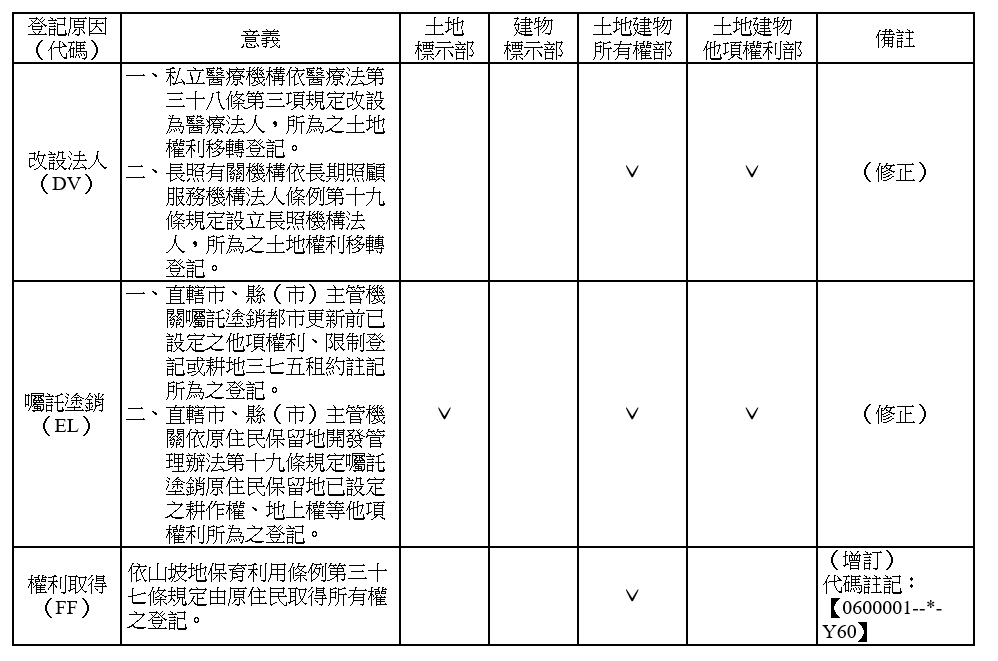 登記原因
（代碼）
意義
土地
標示部
建物
標示部
土地建物
所有權部
土地建物
他項權利部
備註
改設法人
（DV）
一、私立醫療機構依醫療法第
三十八條第三項規定改設
為醫療法人，所為之土地
權利移轉登記。
二、長照有關機構依長期照顧
服務機構法人條例第十九
條規定設立長照機構法
人，所為之土地權利移轉
登記。
∨
∨
（修正）
囑託塗銷
（EL）
一、直轄市、縣（市）主管機
關囑託塗銷都市更新前已
設定之他項權利、限制登
記或耕地三七五租約註記
所為之登記。
二、直轄市、縣（市）主管機
關依原住民保留地開發管
理辦法第十九條規定囑託
塗銷原住民保留地已設定
之耕作權、地上權等他項
權利所為之登記。
∨
∨
∨
（修正）
權利取得
（FF）
依山坡地保育利用條例第三十
七條規定由原住民取得所有權
之登記。
∨
（增訂）
代碼註記：
【0600001--*-
Y60】